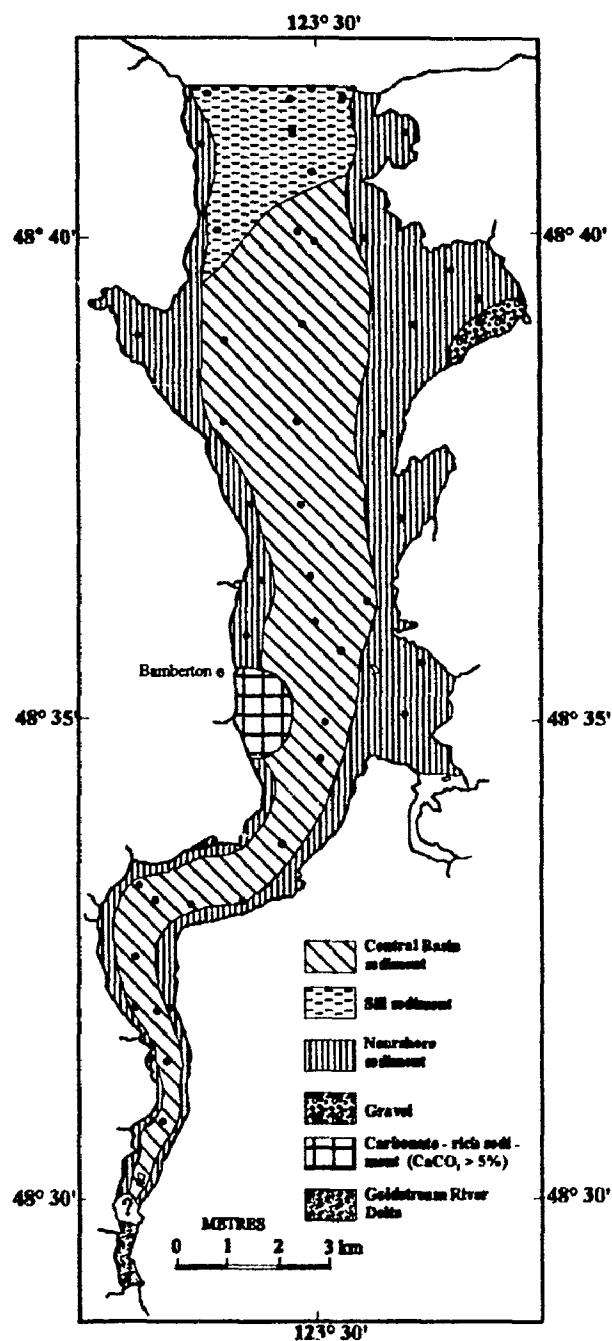 123° 30'
48° 40'
48° 40'
Bamberton
48° 35'
48° 35'
Central Basin
sediment
Sill sediment
Nearshore
sediment
Gravel
Carbonate - rich sedi -
ment (CaCO₃ > 5%)
Goldstream River
Delta
48° 30'
48° 30'
?
METRES
0 1 2 3 km
123° 30'